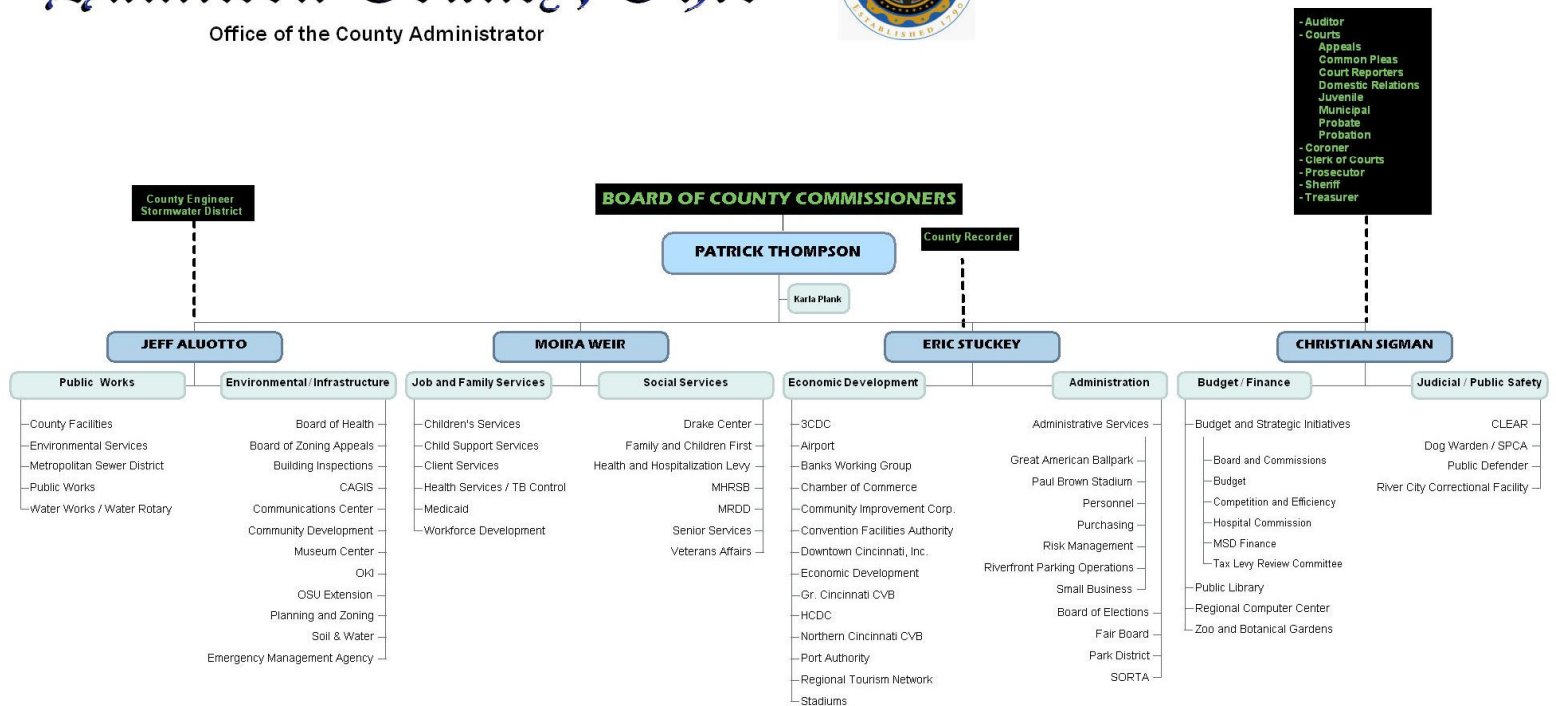 Office of the County Administrator
ESTABLISHED 1790
- Auditor
- Courts
Appeals
Common Pleas
Court Reporters
Domestic Relations
Juvenile
Municipal
Probate
Probation
- Coroner
- Clerk of Courts
- Prosecutor
- Sheriff
- Treasurer
County Engineer
Stormwater District
BOARD OF COUNTY COMMISSIONERS
County Recorder
PATRICK THOMPSON
Karla Plank
JEFF ALUOTTO
MOIRA WEIR
ERIC STUCKEY
CHRISTIAN SIGMAN
Public Works
County Facilities
Environmental Services
Metropolitan Sewer District
Public Works
Water Works / Water Rotary
Environmental / Infrastructure
Board of Health
Board of Zoning Appeals
Building Inspections
CAGIS
Communications Center
Community Development
Museum Center
OKI
OSU Extension
Planning and Zoning
Soil & Water
Emergency Management Agency
Job and Family Services
Children's Services
Child Support Services
Client Services
Health Services / TB Control
Medicaid
Workforce Development
Social Services
Drake Center
Family and Children First
Health and Hospitalization Levy
MHRSB
MRDD
Senior Services
Veterans Affairs
Economic Development
3CDC
Airport
Banks Working Group
Chamber of Commerce
Community Improvement Corp.
Convention Facilities Authority
Downtown Cincinnati, Inc.
Economic Development
Gr. Cincinnati CVB
HCDC
Northern Cincinnati CVB
Port Authority
Regional Tourism Network
Stadiums
Administration
Administrative Services
Great American Ballpark
Paul Brown Stadium
Personnel
Purchasing
Risk Management
Riverfront Parking Operations
Small Business
Board of Elections
Fair Board
Park District
SORTA
Budget / Finance
Budget and Strategic Initiatives
Board and Commissions
Budget
Competition and Efficiency
Hospital Commission
MSD Finance
Tax Levy Review Committee
Public Library
Regional Computer Center
Zoo and Botanical Gardens
Judicial / Public Safety
CLEAR
Dog Warden / SPCA
Public Defender
River City Correctional Facility